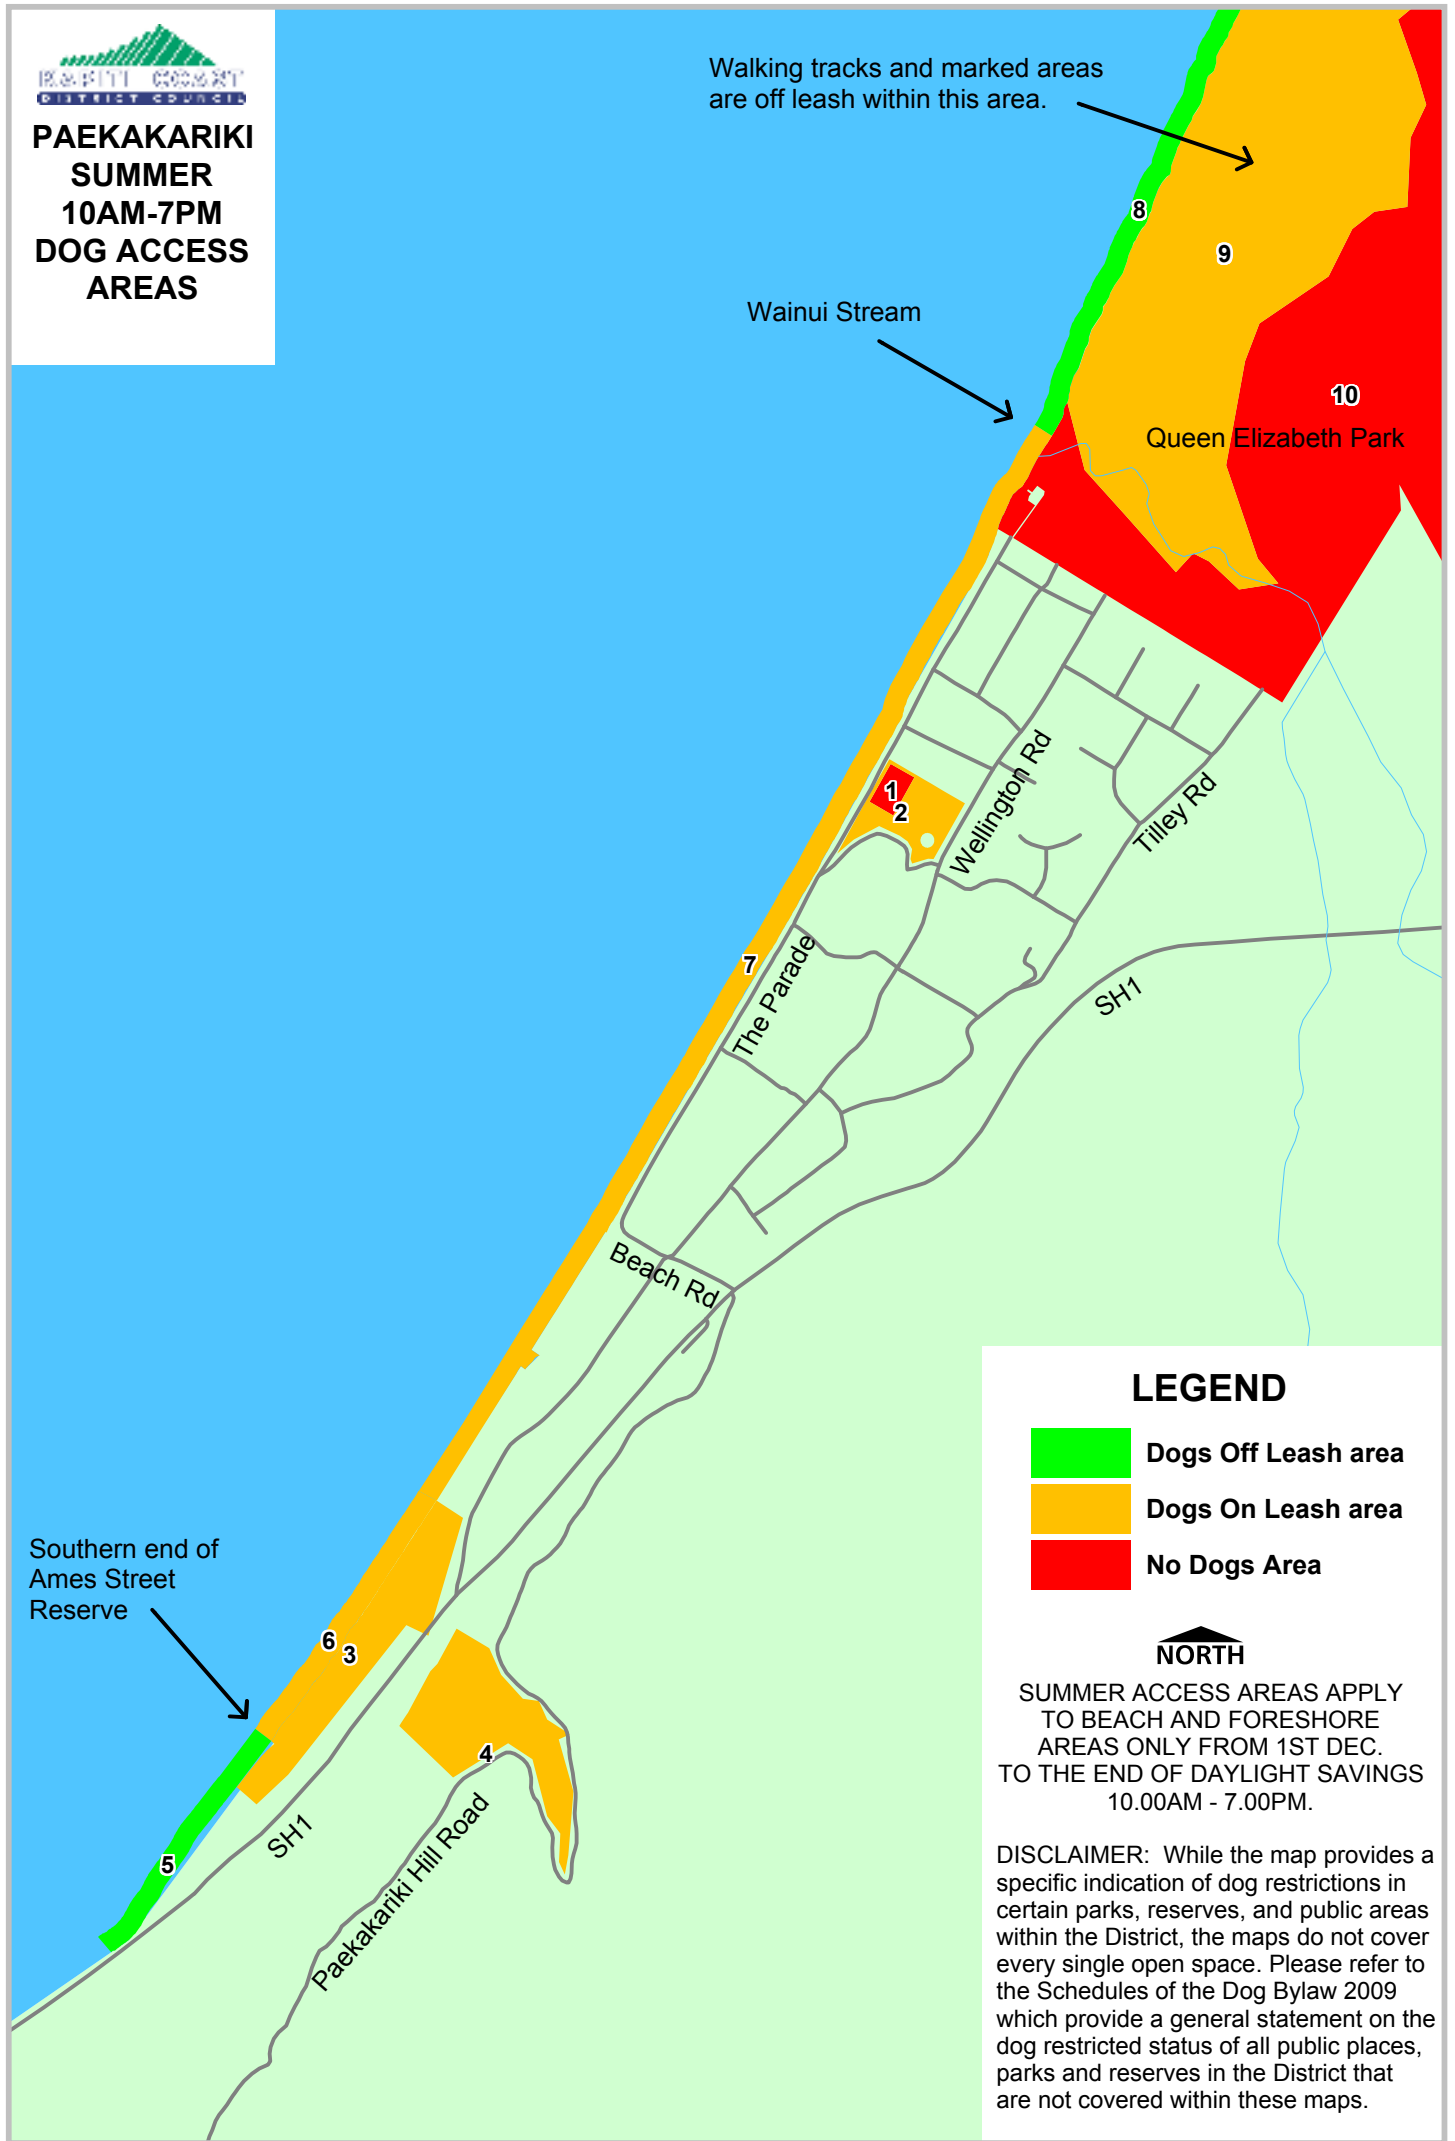 KAPITI COAST
DISTRICT COUNCIL
PAEKAKARIKI
SUMMER
10AM-7PM
DOG ACCESS
AREAS
Walking tracks and marked areas
are off leash within this area.
8
9
Wainui Stream
10
Queen Elizabeth Park
1
2
Wellington Rd
Tilley Rd
7
The Parade
SH1
Beach Rd
Southern end of
Ames Street
Reserve
6
3
4
5
SH1
Paekakariki Hill Road
LEGEND
Dogs Off Leash area
Dogs On Leash area
No Dogs Area
NORTH
SUMMER ACCESS AREAS APPLY
TO BEACH AND FORESHORE
AREAS ONLY FROM 1ST DEC.
TO THE END OF DAYLIGHT SAVINGS
10.00AM - 7.00PM.
DISCLAIMER: While the map provides a
specific indication of dog restrictions in
certain parks, reserves, and public areas
within the District, the maps do not cover
every single open space. Please refer to
the Schedules of the Dog Bylaw 2009
which provide a general statement on the
dog restricted status of all public places,
parks and reserves in the District that
are not covered within these maps.